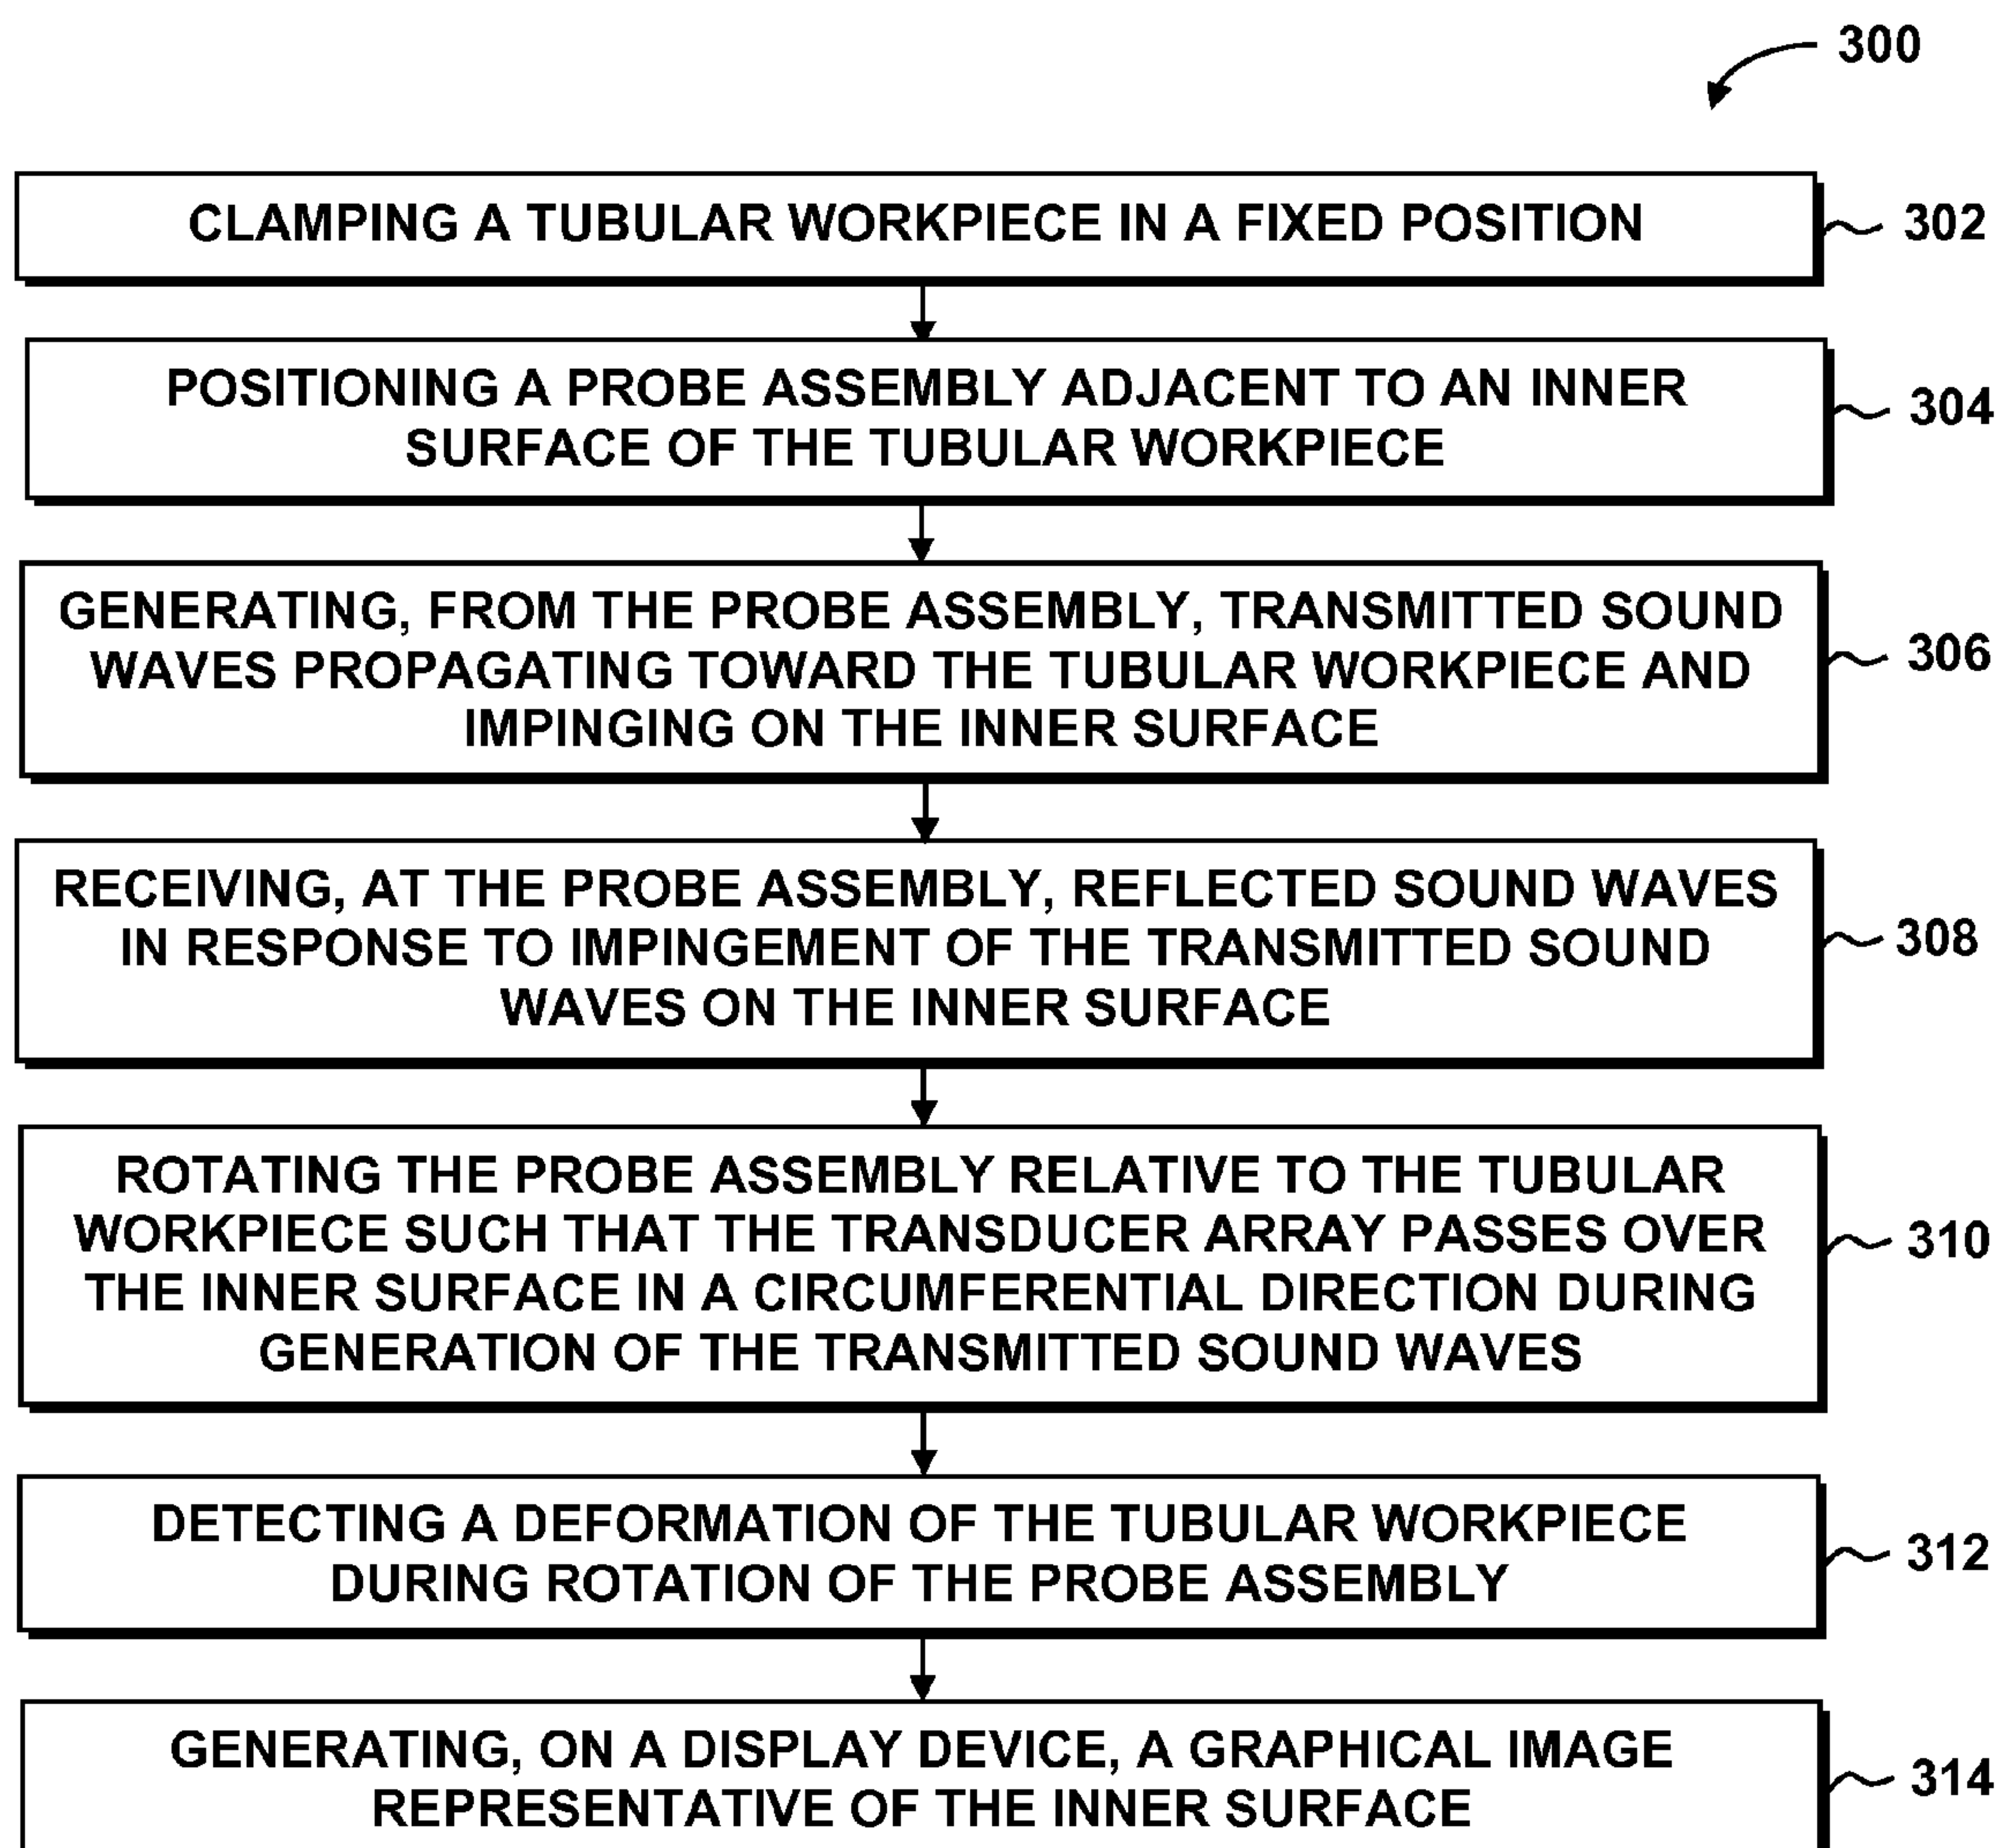 300
CLAMPING A TUBULAR WORKPIECE IN A FIXED POSITION
302
POSITIONING A PROBE ASSEMBLY ADJACENT TO AN INNER
SURFACE OF THE TUBULAR WORKPIECE
304
GENERATING, FROM THE PROBE ASSEMBLY, TRANSMITTED SOUND
WAVES PROPAGATING TOWARD THE TUBULAR WORKPIECE AND
IMPINGING ON THE INNER SURFACE
306
RECEIVING, AT THE PROBE ASSEMBLY, REFLECTED SOUND WAVES
IN RESPONSE TO IMPINGEMENT OF THE TRANSMITTED SOUND
WAVES ON THE INNER SURFACE
308
ROTATING THE PROBE ASSEMBLY RELATIVE TO THE TUBULAR
WORKPIECE SUCH THAT THE TRANSDUCER ARRAY PASSES OVER
THE INNER SURFACE IN A CIRCUMFERENTIAL DIRECTION DURING
GENERATION OF THE TRANSMITTED SOUND WAVES
310
DETECTING A DEFORMATION OF THE TUBULAR WORKPIECE
DURING ROTATION OF THE PROBE ASSEMBLY
312
GENERATING, ON A DISPLAY DEVICE, A GRAPHICAL IMAGE
REPRESENTATIVE OF THE INNER SURFACE
314